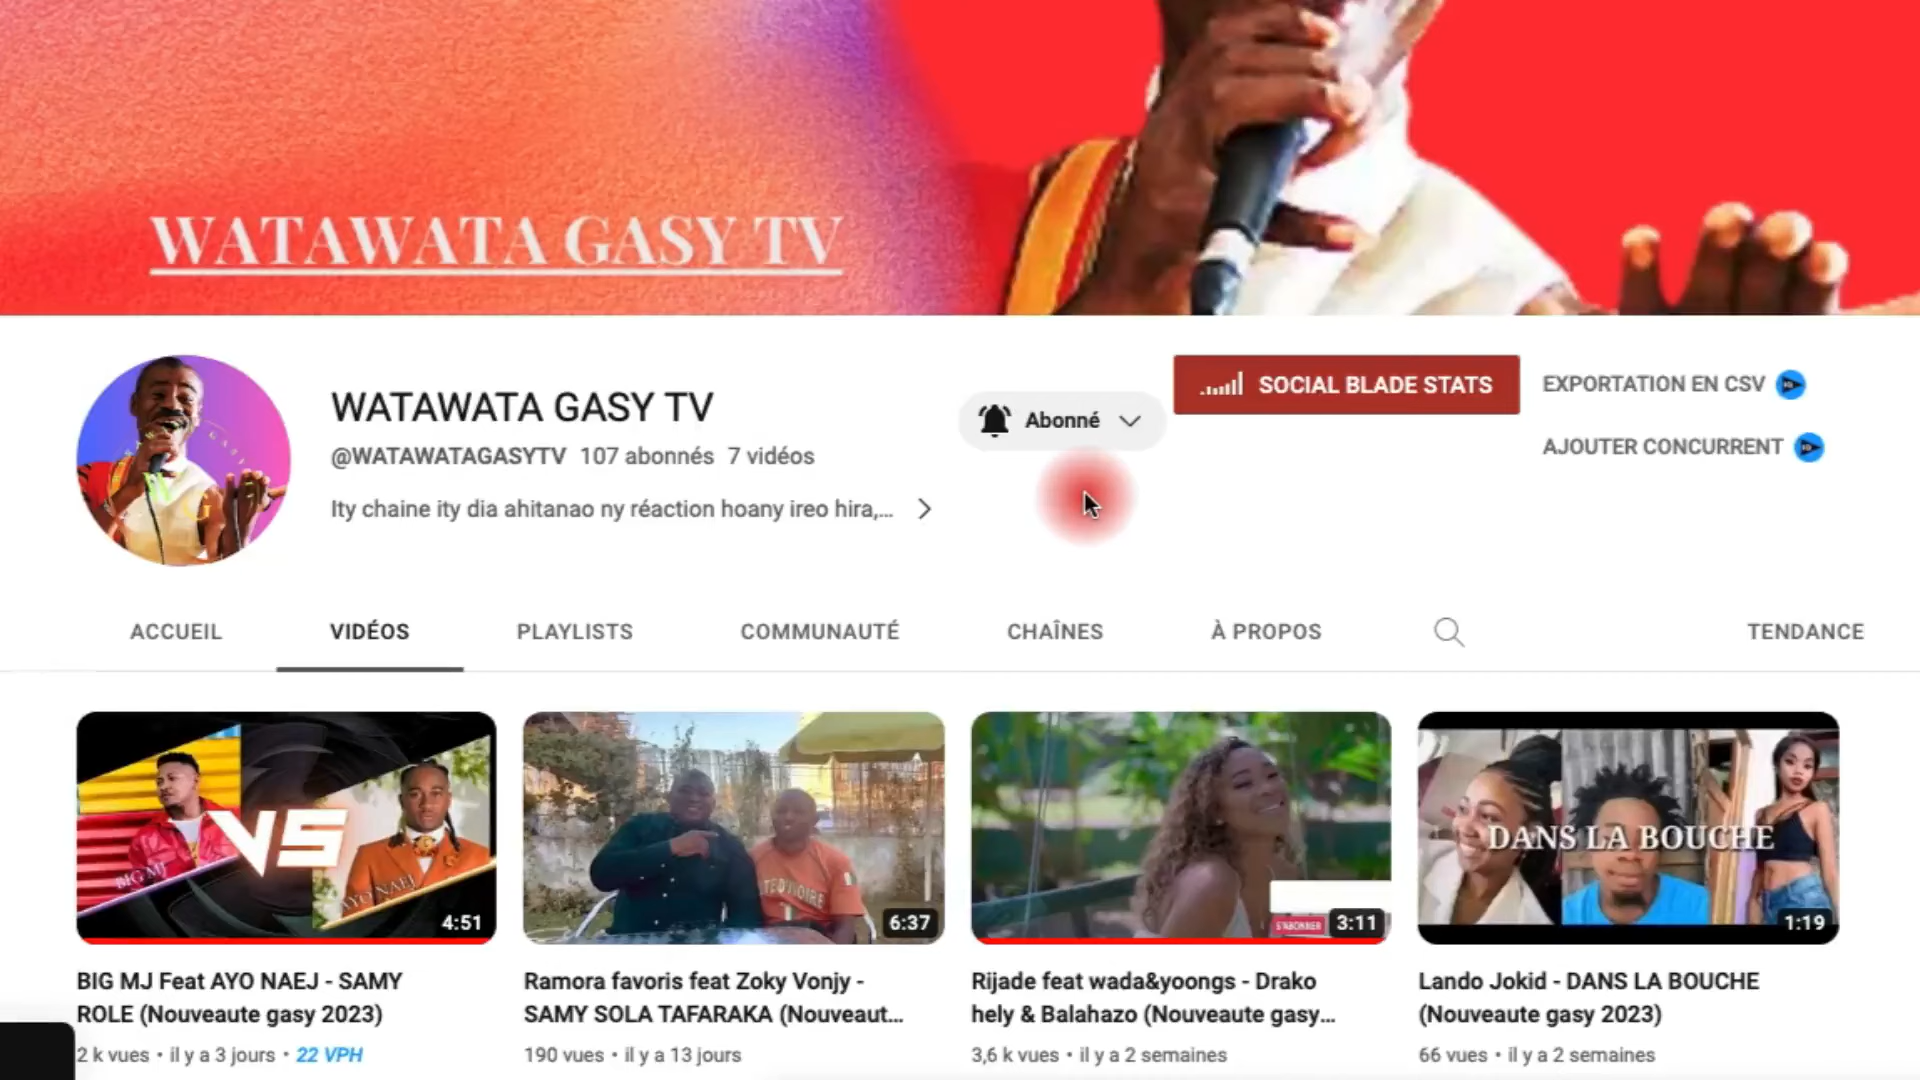 WATAWATA GASY TV
WATAWATA GASY TV
@WATAWATAGASYTV 107 abonnés 7 vidéos
Ity chaine ity dia ahitanao ny réaction hoany ireo hira,...
Abonné
SOCIAL BLADE STATS
EXPORTATION EN CSV
AJOUTER CONCURRENT
ACCUEIL VIDÉOS PLAYLISTS COMMUNAUTÉ CHAÎNES À PROPOS TENDANCE
BIG MJ
VS
AYO NAEJ
4:51
6:37
S'ABONNER
3:11
DANS LA BOUCHE
1:19
BIG MJ Feat AYO NAEJ - SAMY
ROLE (Nouveaute gasy 2023)
2 k vues • il y a 3 jours • 22 VPH
Ramora favoris feat Zoky Vonjy -
SAMY SOLA TAFARAKA (Nouveaut...
190 vues • il y a 13 jours
Rijade feat wada&yoongs - Drako
hely & Balahazo (Nouveaute gasy...
3,6 k vues • il y a 2 semaines
Lando Jokid - DANS LA BOUCHE
(Nouveaute gasy 2023)
66 vues • il y a 2 semaines